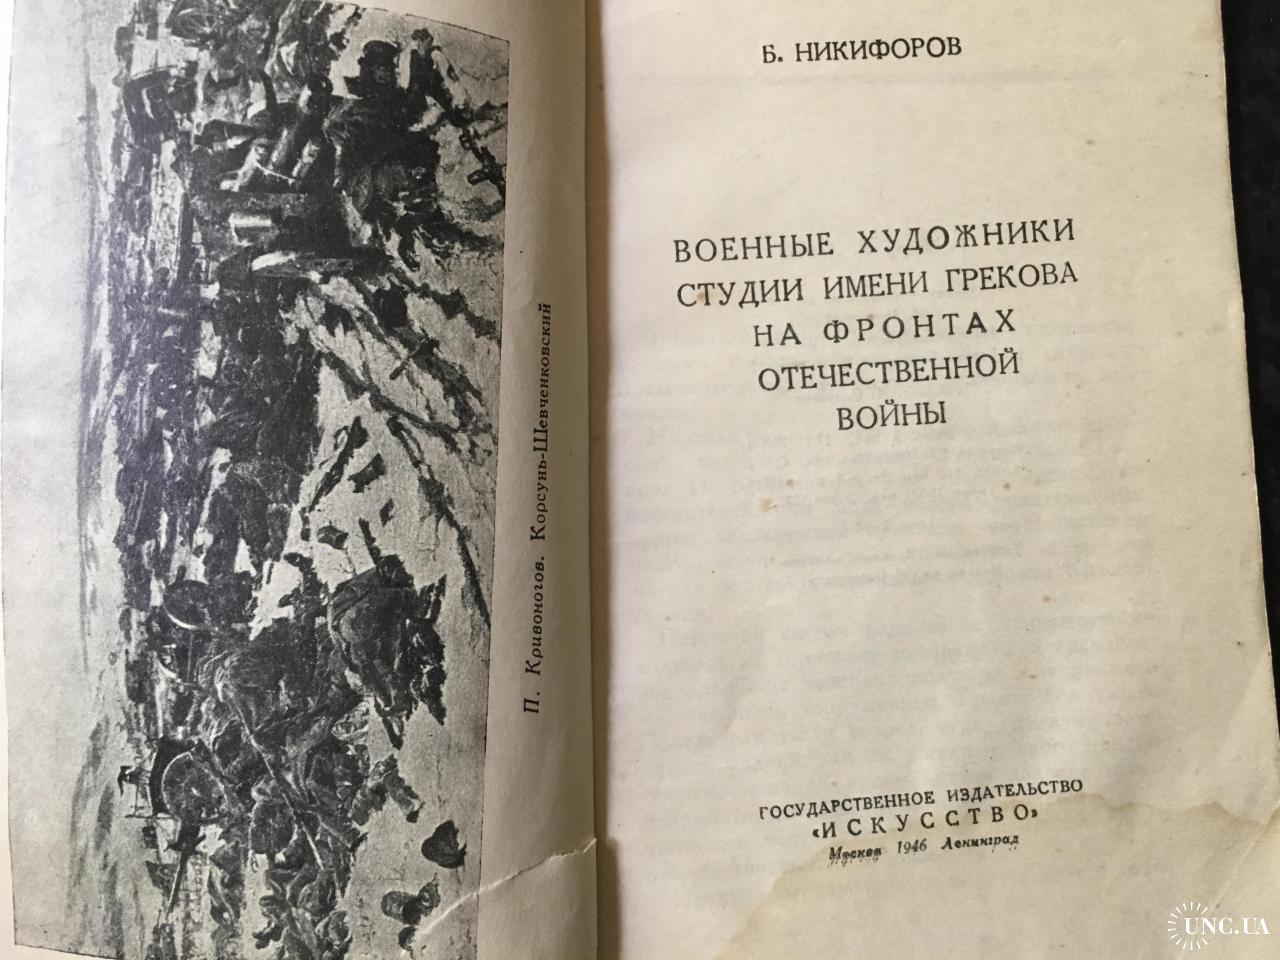 П. Кривоногов. Корсунь-Шевченковский
Б. НИКИФОРОВ
ВОЕННЫЕ ХУДОЖНИКИ
СТУДИИ ИМЕНИ ГРЕКОВА
НА ФРОНТАХ
ОТЕЧЕСТВЕННОЙ
ВОЙНЫ
ГОСУДАРСТВЕННОЕ ИЗДАТЕЛЬСТВО
«ИСКУССТВО»
Москва 1946 Ленинград
UNC.UA